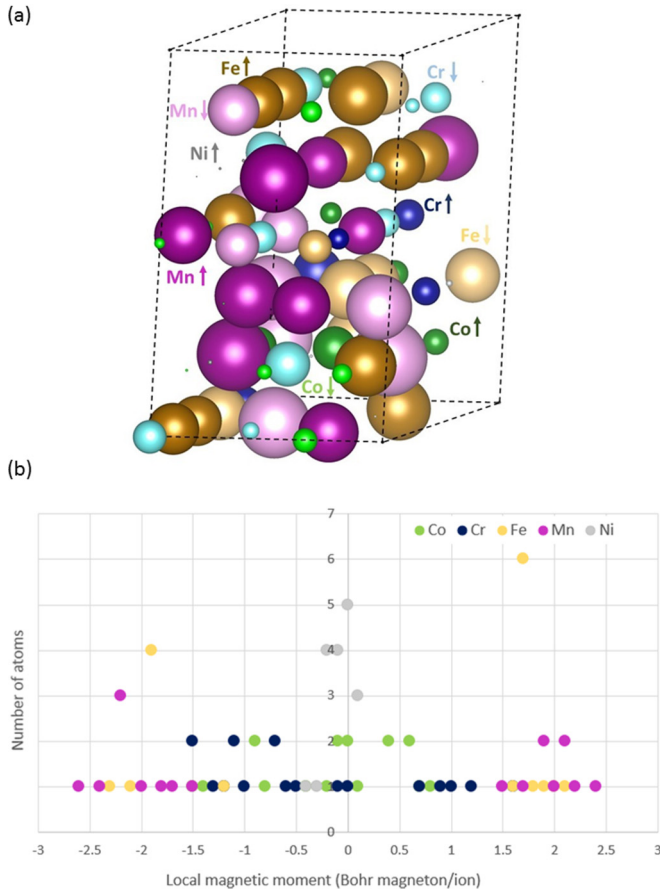 (a)
Fe↑
Cr↓
Mn↓
Ni↑
Cr↑
Fe↓
Mn↑
Co↑
Co↓
(b)
7
Co Cr Fe Mn Ni
6
5
4
3
2
1
0
Number of atoms
-3 -2.5 -2 -1.5 -1 -0.5 0 0.5 1 1.5 2 2.5 3
Local magnetic moment (Bohr magneton/ion)